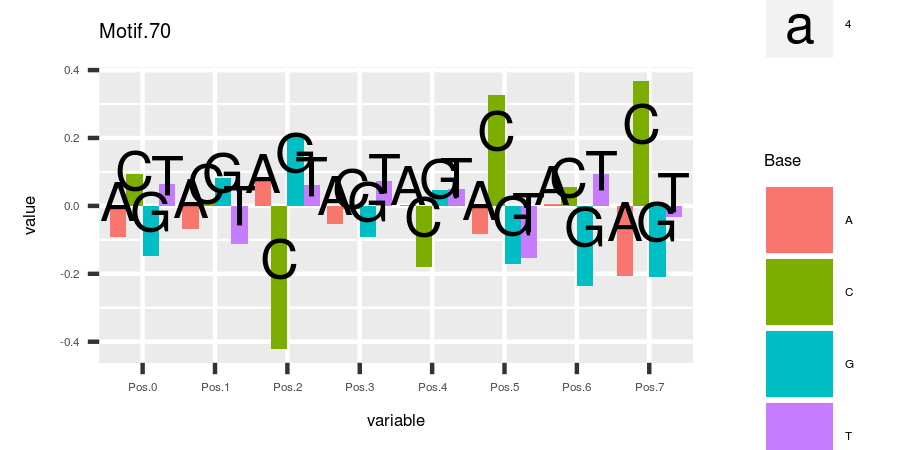 Motif.70
a 4
0.4
0.2
0.0
-0.2
-0.4
value
A C G T A C G T A C G T A C G T A C G T A C G T A C G T A C G T
Pos.0 Pos.1 Pos.2 Pos.3 Pos.4 Pos.5 Pos.6 Pos.7
variable
Base
A
C
G
T